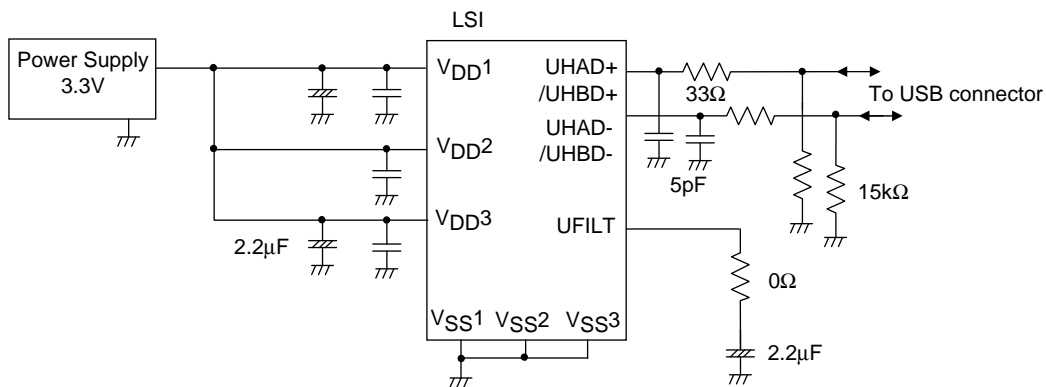 LSI
Power Supply
3.3V
VDD1
UHAD+
/UHBD+
33Ω
To USB connector
UHAD-
/UHBD-
VDD2
5pF
15kΩ
VDD3
UFILT
2.2μF
0Ω
VSS1
VSS2
VSS3
2.2μF